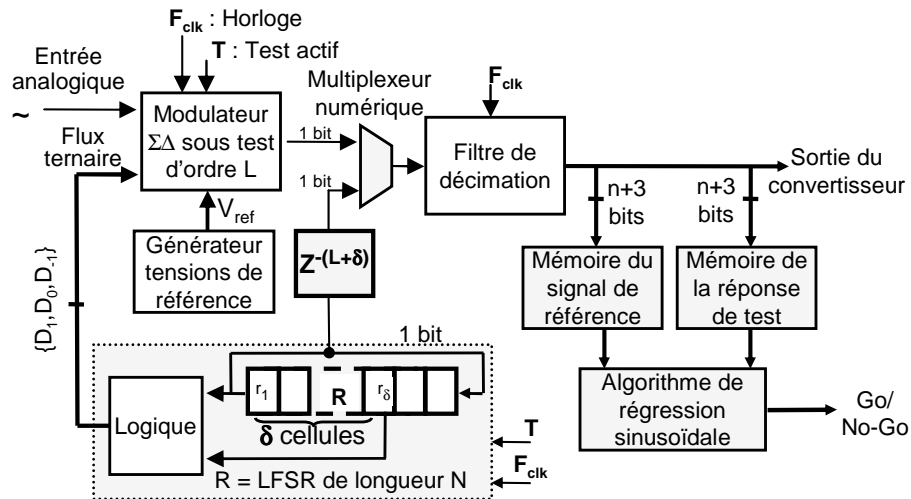 F_clk : Horloge
T : Test actif
Entrée
analogique
~
Flux
ternaire
Modulateur
ΣΔ sous test
d'ordre L
1 bit
Multiplexeur
numérique
1 bit
F_clk
Filtre de
décimation
Sortie du
convertisseur
n+3
bits
n+3
bits
V_ref
Générateur
tensions de
référence
Z^-(L+δ)
Mémoire du
signal de
référence
Mémoire de
la réponse
de test
{D_1,D_0,D_-1}
1 bit
Logique
r_1
R
r_δ
δ cellules
R = LFSR de longueur N
T
F_clk
Algorithme de
régression
sinusoïdale
Go/
No-Go